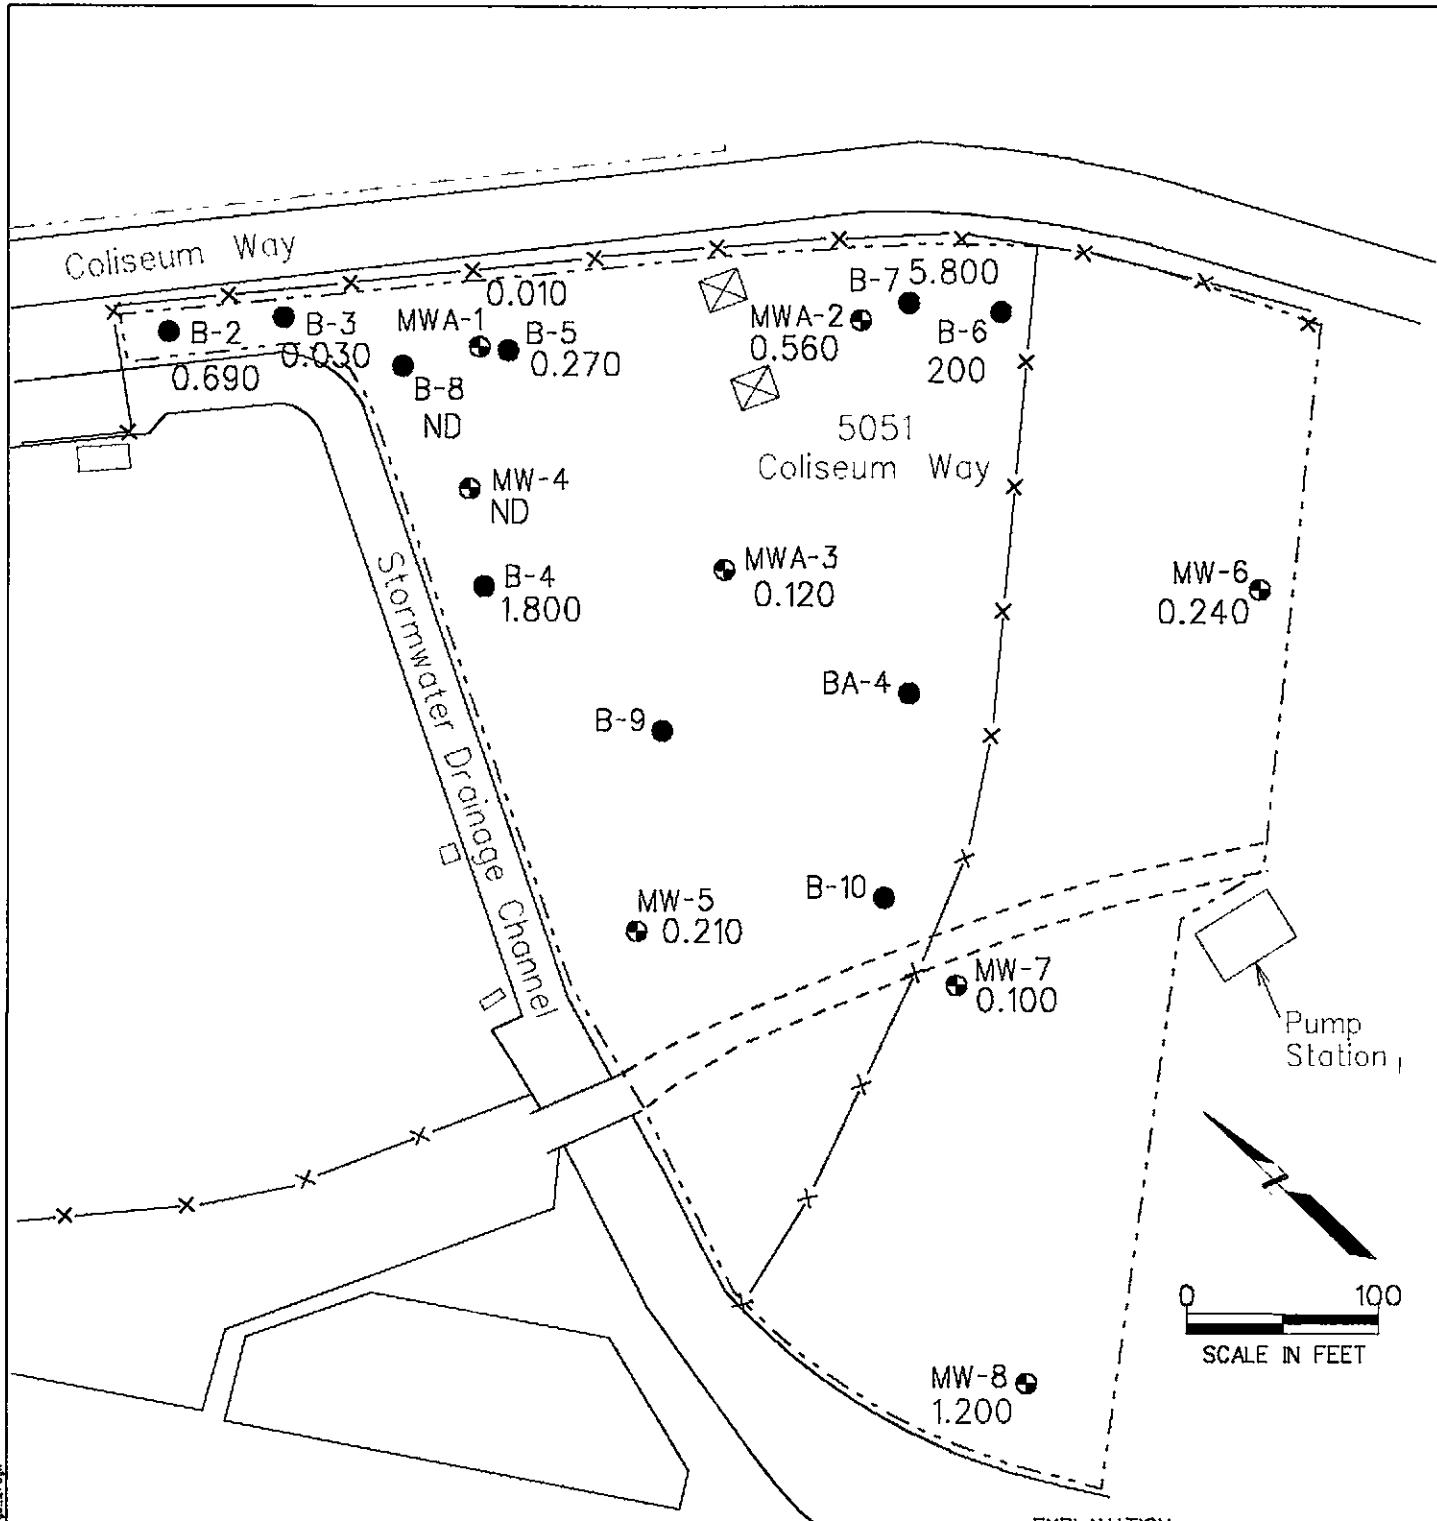 Coliseum Way
B-2
0.690
B-3
0.030
MWA-1
0.010
B-5
0.270
B-8
ND
MWA-2
0.560
B-7
5.800
B-6
200
5051
Coliseum Way
MW-4
ND
B-4
1.800
MWA-3
0.120
MW-6
0.240
BA-4
B-9
Stormwater Drainage Channel
B-10
MW-5
0.210
MW-7
0.100
Pump
Station
0 100
SCALE IN FEET
MW-8
1.200